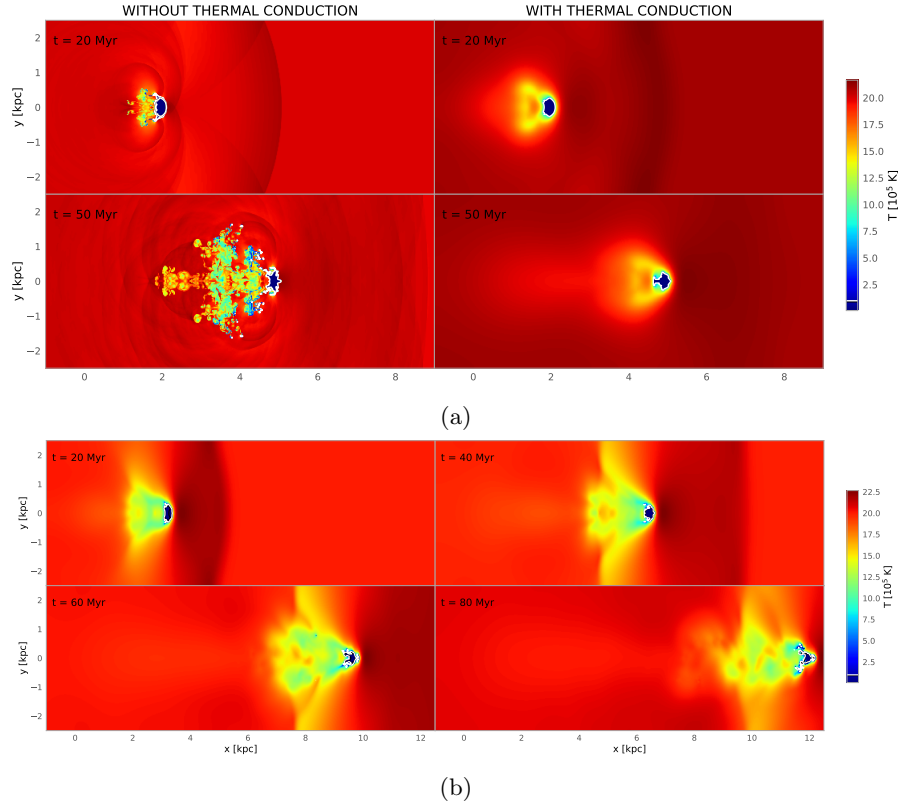 WITHOUT THERMAL CONDUCTION
WITH THERMAL CONDUCTION
t = 20 Myr
t = 20 Myr
y [kpc]
2
1
0
−1
−2
t = 50 Myr
t = 50 Myr
y [kpc]
2
1
0
−1
−2
0 2 4 6 8
0 2 4 6 8
20.0
17.5
15.0
12.5
10.0
7.5
5.0
2.5
T [10⁵ K]
(a)
t = 20 Myr
t = 40 Myr
y [kpc]
2
1
0
−1
−2
t = 60 Myr
t = 80 Myr
y [kpc]
2
1
0
−1
−2
0 2 4 6 8 10 12
0 2 4 6 8 10 12
x [kpc]
x [kpc]
22.5
20.0
17.5
15.0
12.5
10.0
7.5
5.0
2.5
T [10⁵ K]
(b)